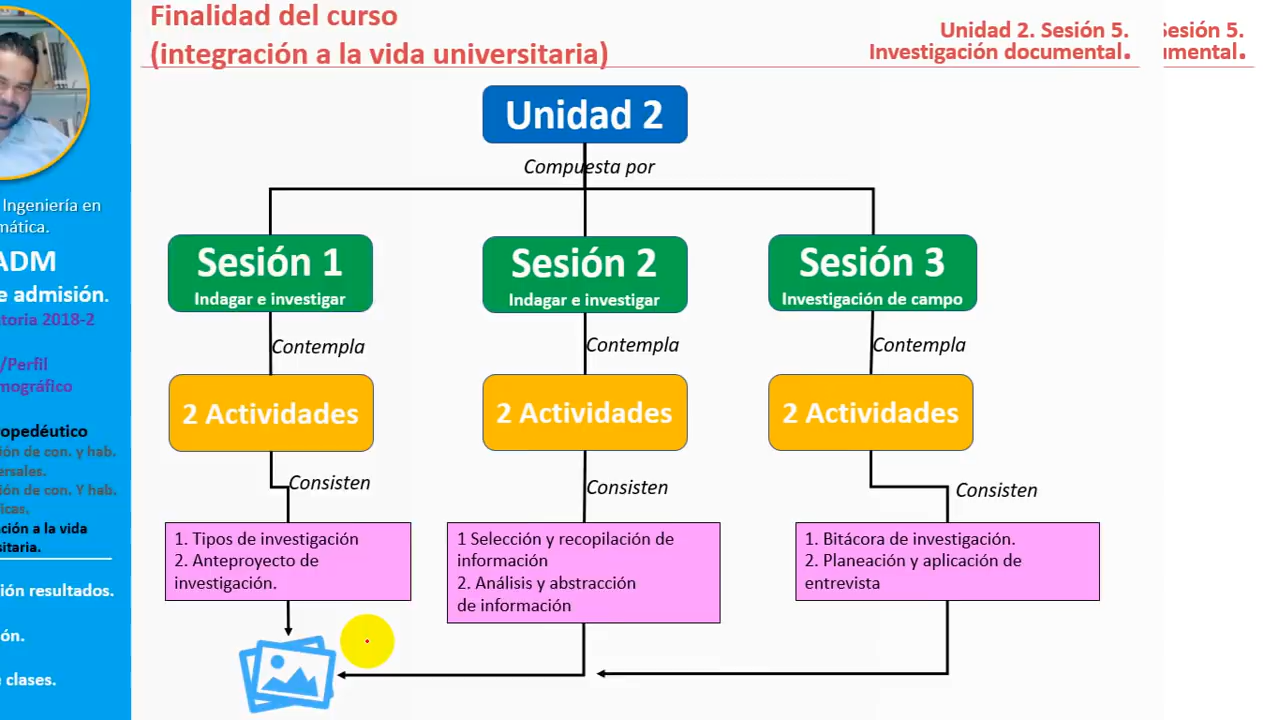 Finalidad del curso
(integración a la vida universitaria)
Unidad 2. Sesión 5.
Investigación documental.
Sesión 5.
umental.
Unidad 2
Compuesta por
Sesión 1
Indagar e investigar
Sesión 2
Indagar e investigar
Sesión 3
Investigación de campo
Contempla
Contempla
Contempla
2 Actividades
2 Actividades
2 Actividades
Consisten
Consisten
Consisten
1. Tipos de investigación
2. Anteproyecto de
investigación.
1 Selección y recopilación de
información
2. Análisis y abstracción
de información
1. Bitácora de investigación.
2. Planeación y aplicación de
entrevista
Ingeniería en
mática.
ADM
e admisión.
toria 2018-2
/Perfil
mográfico
opedéutico
ión de con. y hab.
ersales.
ión de con. Y hab.
icas.
ación a la vida
sitaria.
ión resultados.
ón.
e clases.